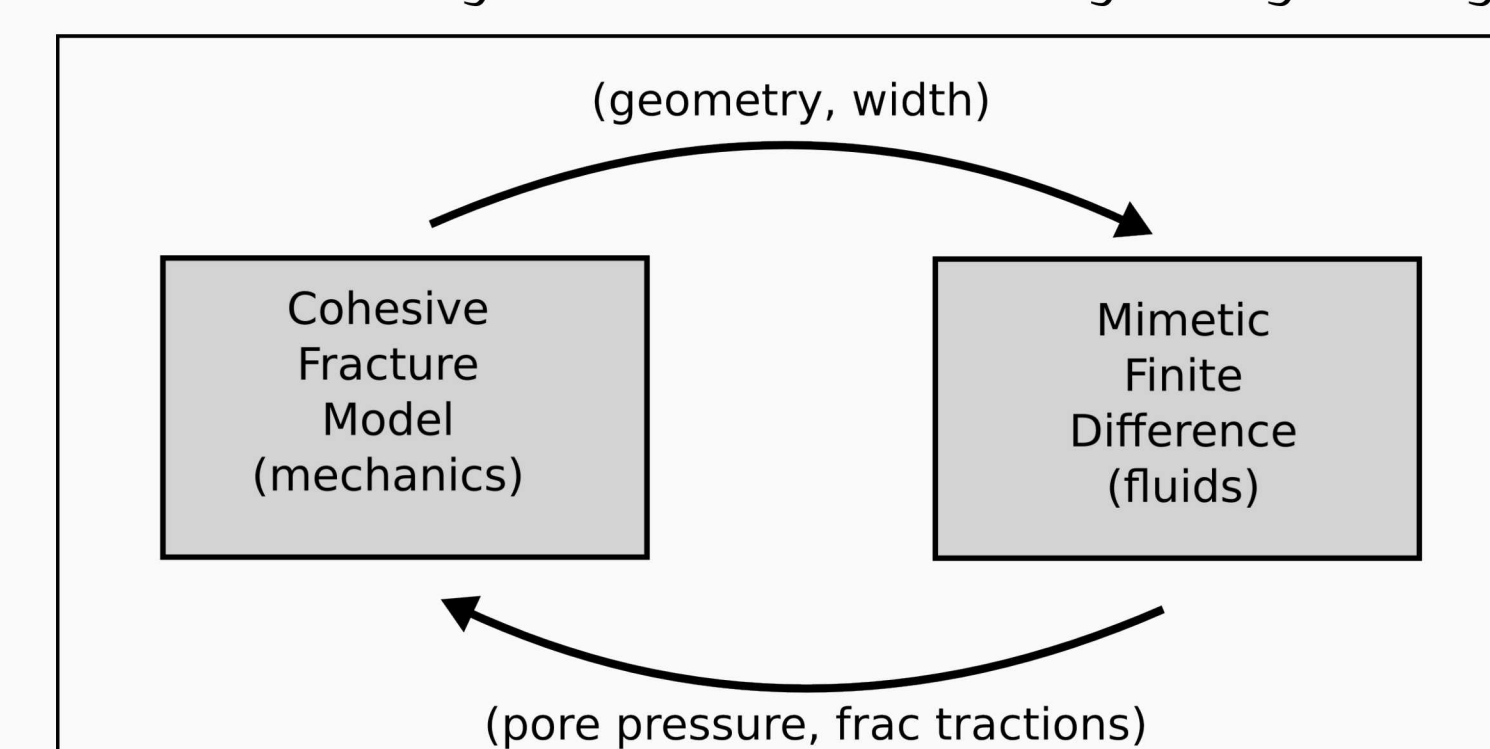 (geometry, width)
Cohesive
Fracture
Model
(mechanics)
Mimetic
Finite
Difference
(fluids)
(pore pressure, frac tractions)